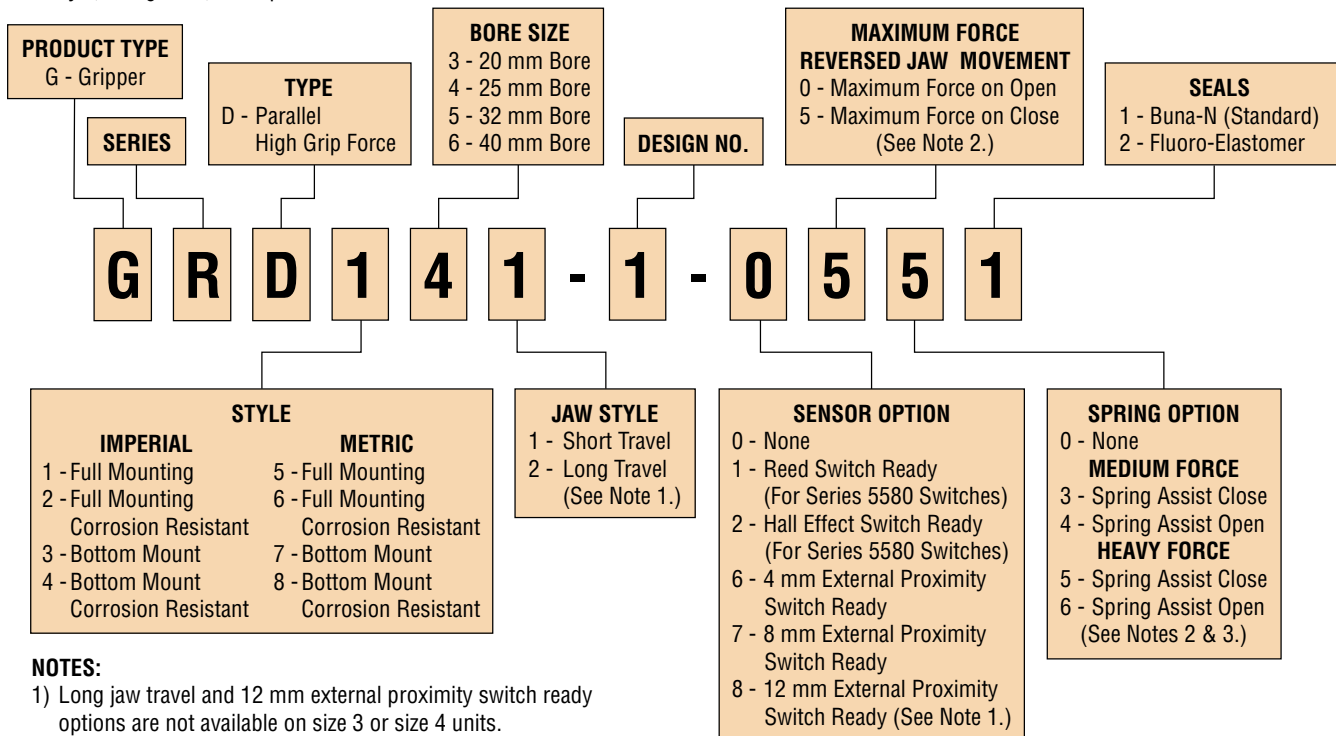 PRODUCT TYPE
G - Gripper
SERIES
TYPE
D - Parallel
High Grip Force
BORE SIZE
3 - 20 mm Bore
4 - 25 mm Bore
5 - 32 mm Bore
6 - 40 mm Bore
DESIGN NO.
MAXIMUM FORCE
REVERSED JAW MOVEMENT
0 - Maximum Force on Open
5 - Maximum Force on Close
(See Note 2.)
SEALS
1 - Buna-N (Standard)
2 - Fluoro-Elastomer
G R D 1 4 1 - 1 - 0 5 5 1
STYLE
IMPERIAL
1 - Full Mounting
2 - Full Mounting
Corrosion Resistant
3 - Bottom Mount
4 - Bottom Mount
Corrosion Resistant
METRIC
5 - Full Mounting
6 - Full Mounting
Corrosion Resistant
7 - Bottom Mount
8 - Bottom Mount
Corrosion Resistant
JAW STYLE
1 - Short Travel
2 - Long Travel
(See Note 1.)
SENSOR OPTION
0 - None
1 - Reed Switch Ready
(For Series 5580 Switches)
2 - Hall Effect Switch Ready
(For Series 5580 Switches)
6 - 4 mm External Proximity
Switch Ready
7 - 8 mm External Proximity
Switch Ready
8 - 12 mm External Proximity
Switch Ready (See Note 1.)
SPRING OPTION
0 - None
MEDIUM FORCE
3 - Spring Assist Close
4 - Spring Assist Open
HEAVY FORCE
5 - Spring Assist Close
6 - Spring Assist Open
(See Notes 2 & 3.)
NOTES:
1) Long jaw travel and 12 mm external proximity switch ready
options are not available on size 3 or size 4 units.